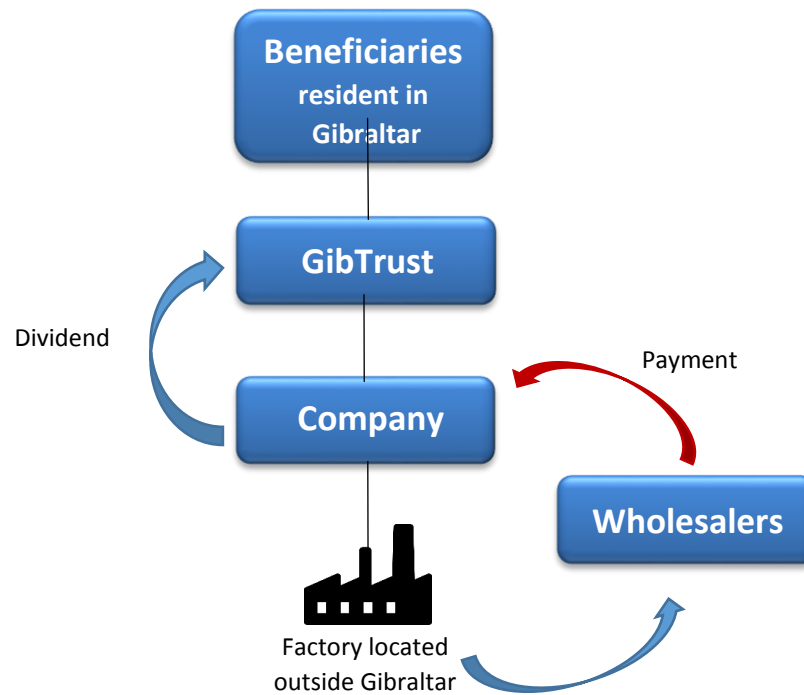 Beneficiaries
resident in
Gibraltar
GibTrust
Dividend
Payment
Company
Wholesalers
Factory located
outside Gibraltar